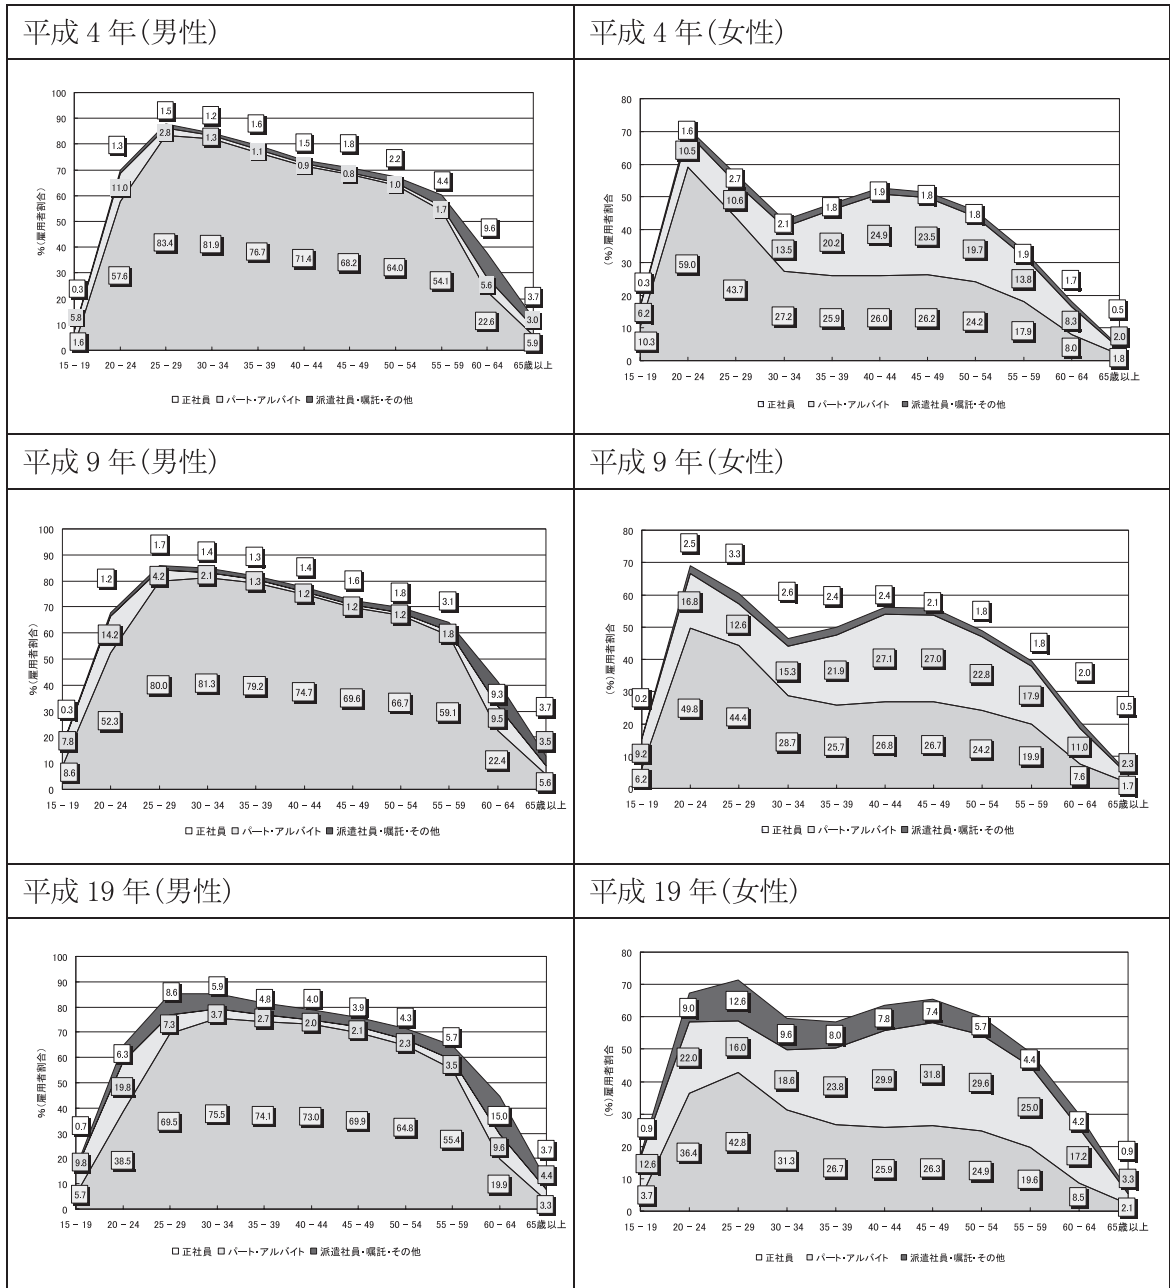 平成 4 年(男性)
平成 4 年(女性)
%(雇用者割合)
100
90
80
70
60
50
40
30
20
10
0
1.3 1.5 1.2 1.6 1.5 1.8 2.2 4.4 9.6 3.7
0.3 11.0 2.8 1.3 1.1 0.9 0.8 1.0 1.7 5.6 3.0
5.8
1.6 57.6 83.4 81.9 76.7 71.4 68.2 64.0 54.1 22.6 5.9
15－19 20－24 25－29 30－34 35－39 40－44 45－49 50－54 55－59 60－64 65歳以上
□正社員 □パート・アルバイト ■派遣社員・嘱託・その他
(%)雇用者割合
80
70
60
50
40
30
20
10
0
0.3 1.6 2.7 2.1 1.8 1.9 1.8 1.8 1.9 1.7 0.5
6.2 10.5 10.6 13.5 20.2 24.9 23.5 19.7 13.8 8.3 2.0
10.3 59.0 43.7 27.2 25.9 26.0 26.2 24.2 17.9 8.0 1.8
15－19 20－24 25－29 30－34 35－39 40－44 45－49 50－54 55－59 60－64 65歳以上
□正社員 □パート・アルバイト ■派遣社員・嘱託・その他
平成 9 年(男性)
平成 9 年(女性)
%(雇用者割合)
100
90
80
70
60
50
40
30
20
10
0
0.3 1.2 1.7 1.4 1.3 1.4 1.6 1.8 3.1 9.3 3.7
7.8 14.2 4.2 2.1 1.3 1.2 1.2 1.2 1.8 9.5 3.5
8.6 52.3 80.0 81.3 79.2 74.7 69.6 66.7 59.1 22.4 5.6
15－19 20－24 25－29 30－34 35－39 40－44 45－49 50－54 55－59 60－64 65歳以上
□正社員 □パート・アルバイト ■派遣社員・嘱託・その他
(%)雇用者割合
80
70
60
50
40
30
20
10
0
0.2 2.5 3.3 2.6 2.4 2.4 2.1 1.8 1.8 2.0 0.5
9.2 16.8 12.6 15.3 21.9 27.1 27.0 22.8 17.9 11.0 2.3
6.2 49.8 44.4 28.7 25.7 26.8 26.7 24.2 19.9 7.6 1.7
15－19 20－24 25－29 30－34 35－39 40－44 45－49 50－54 55－59 60－64 65歳以上
□正社員 □パート・アルバイト ■派遣社員・嘱託・その他
平成 19 年(男性)
平成 19 年(女性)
%(雇用者割合)
100
90
80
70
60
50
40
30
20
10
0
0.7 6.3 8.6 5.9 4.8 4.0 3.9 4.3 5.7 15.0 3.7
9.8 19.8 7.3 3.7 2.7 2.0 2.1 2.3 3.5 9.6 4.4
5.7 38.5 69.5 75.5 74.1 73.0 69.9 64.8 55.4 19.9 3.3
15－19 20－24 25－29 30－34 35－39 40－44 45－49 50－54 55－59 60－64 65歳以上
□正社員 □パート・アルバイト ■派遣社員・嘱託・その他
(%)雇用者割合
80
70
60
50
40
30
20
10
0
0.9 9.0 12.6 9.6 8.0 7.8 7.4 5.7 4.4 4.2 0.9
12.6 22.0 16.0 18.6 23.8 29.9 31.8 29.6 25.0 17.2 3.3
3.7 36.4 42.8 31.3 26.7 25.9 26.3 24.9 19.6 8.5 2.1
15－19 20－24 25－29 30－34 35－39 40－44 45－49 50－54 55－59 60－64 65歳以上
□正社員 □パート・アルバイト ■派遣社員・嘱託・その他